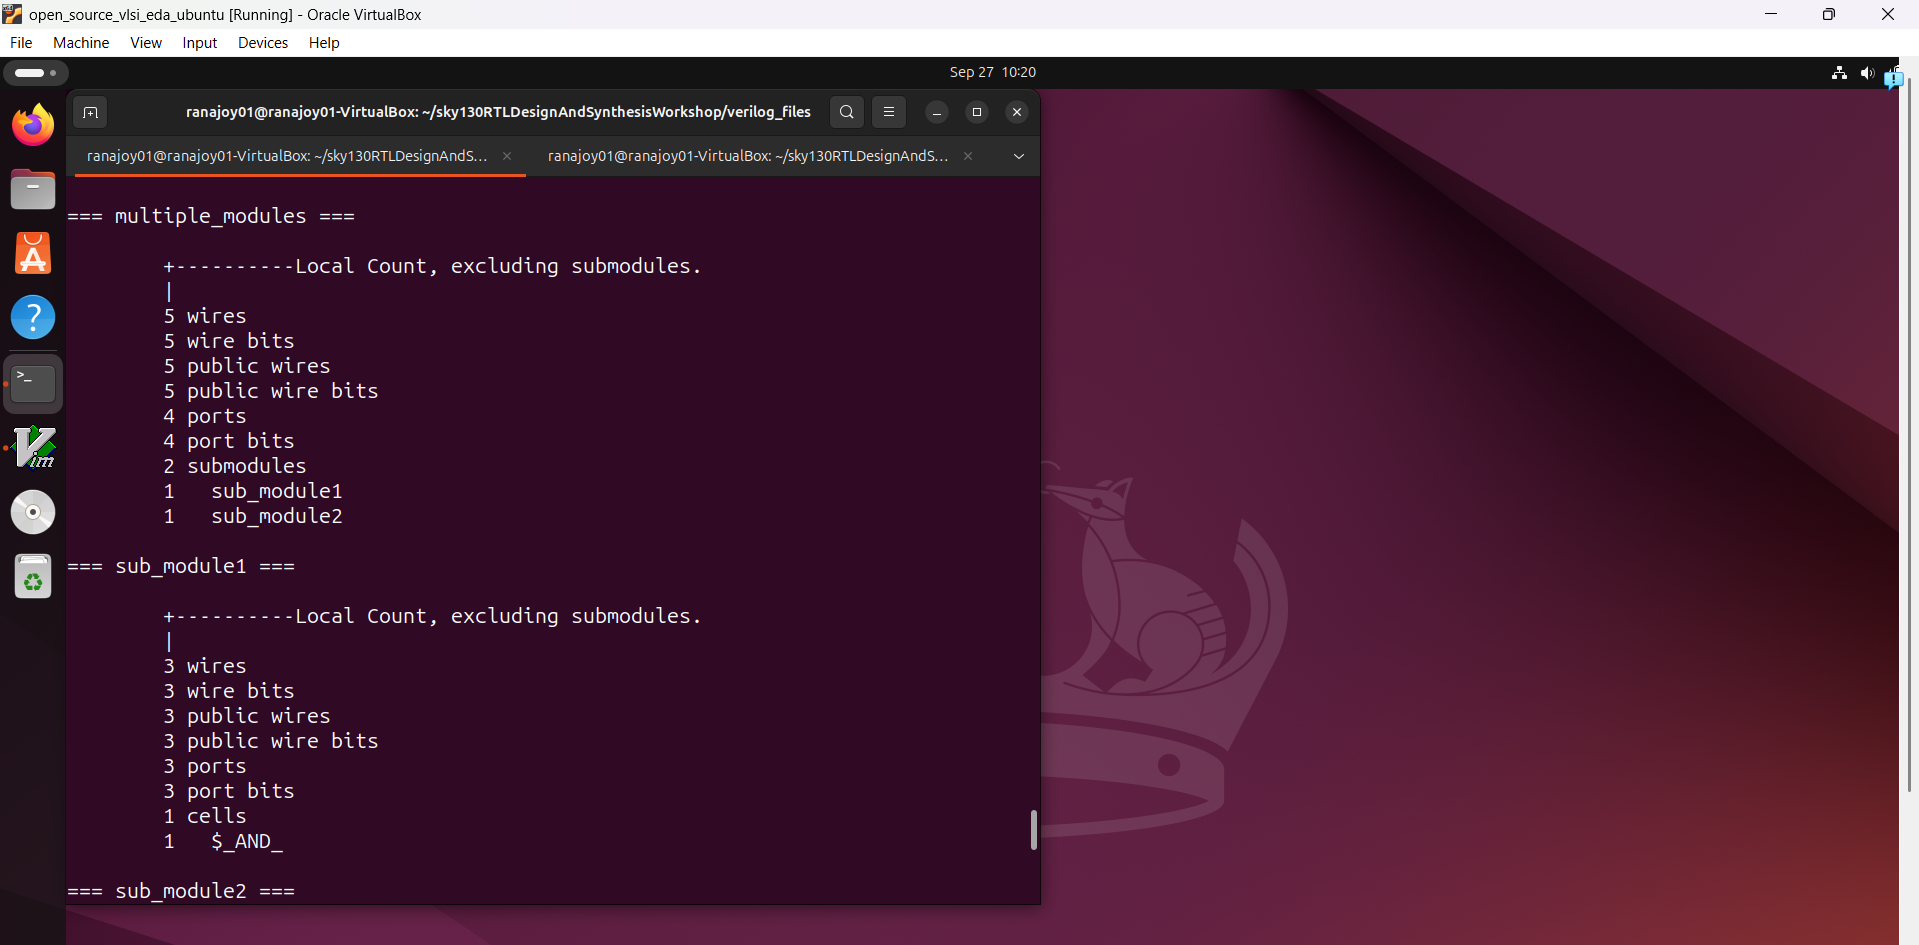 open_source_vlsi_eda_ubuntu [Running] - Oracle VirtualBox
File Machine View Input Devices Help
Sep 27 10:20
ranajoy01@ranajoy01-VirtualBox: ~/sky130RTLDesignAndSynthesisWorkshop/verilog_files
ranajoy01@ranajoy01-VirtualBox: ~/sky130RTLDesignAndS... ranajoy01@ranajoy01-VirtualBox: ~/sky130RTLDesignAndS...
=== multiple_modules ===
+----------Local Count, excluding submodules.
|
5 wires
5 wire bits
5 public wires
5 public wire bits
4 ports
4 port bits
2 submodules
1 sub_module1
1 sub_module2
=== sub_module1 ===
+----------Local Count, excluding submodules.
|
3 wires
3 wire bits
3 public wires
3 public wire bits
3 ports
3 port bits
1 cells
1 $_AND_
=== sub_module2 ===